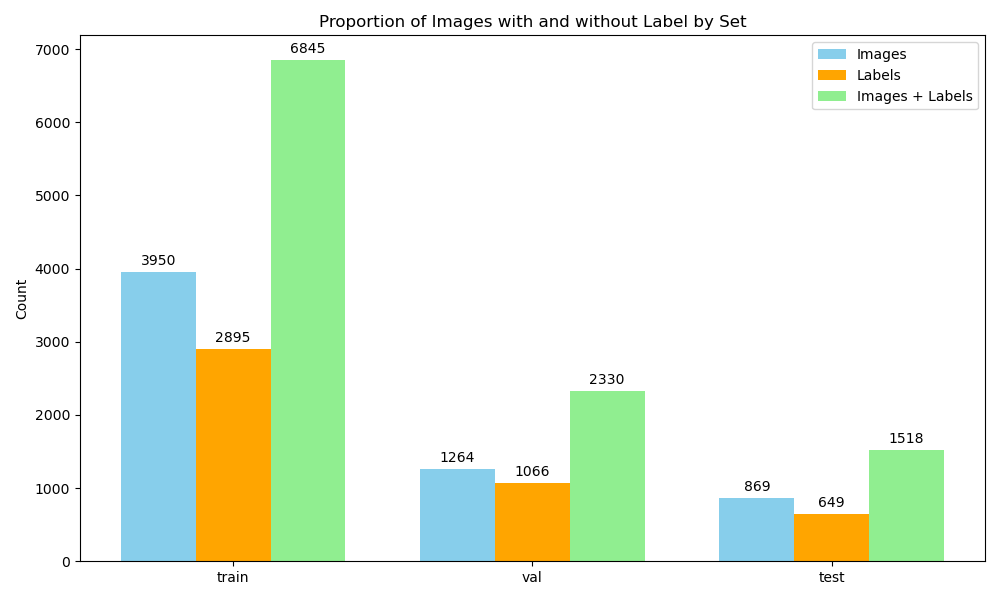 Proportion of Images with and without Label by Set
Images
Labels
Images + Labels
Count
7000
6000
5000
4000
3000
2000
1000
0
3950
2895
6845
1264
1066
2330
869
649
1518
train
val
test